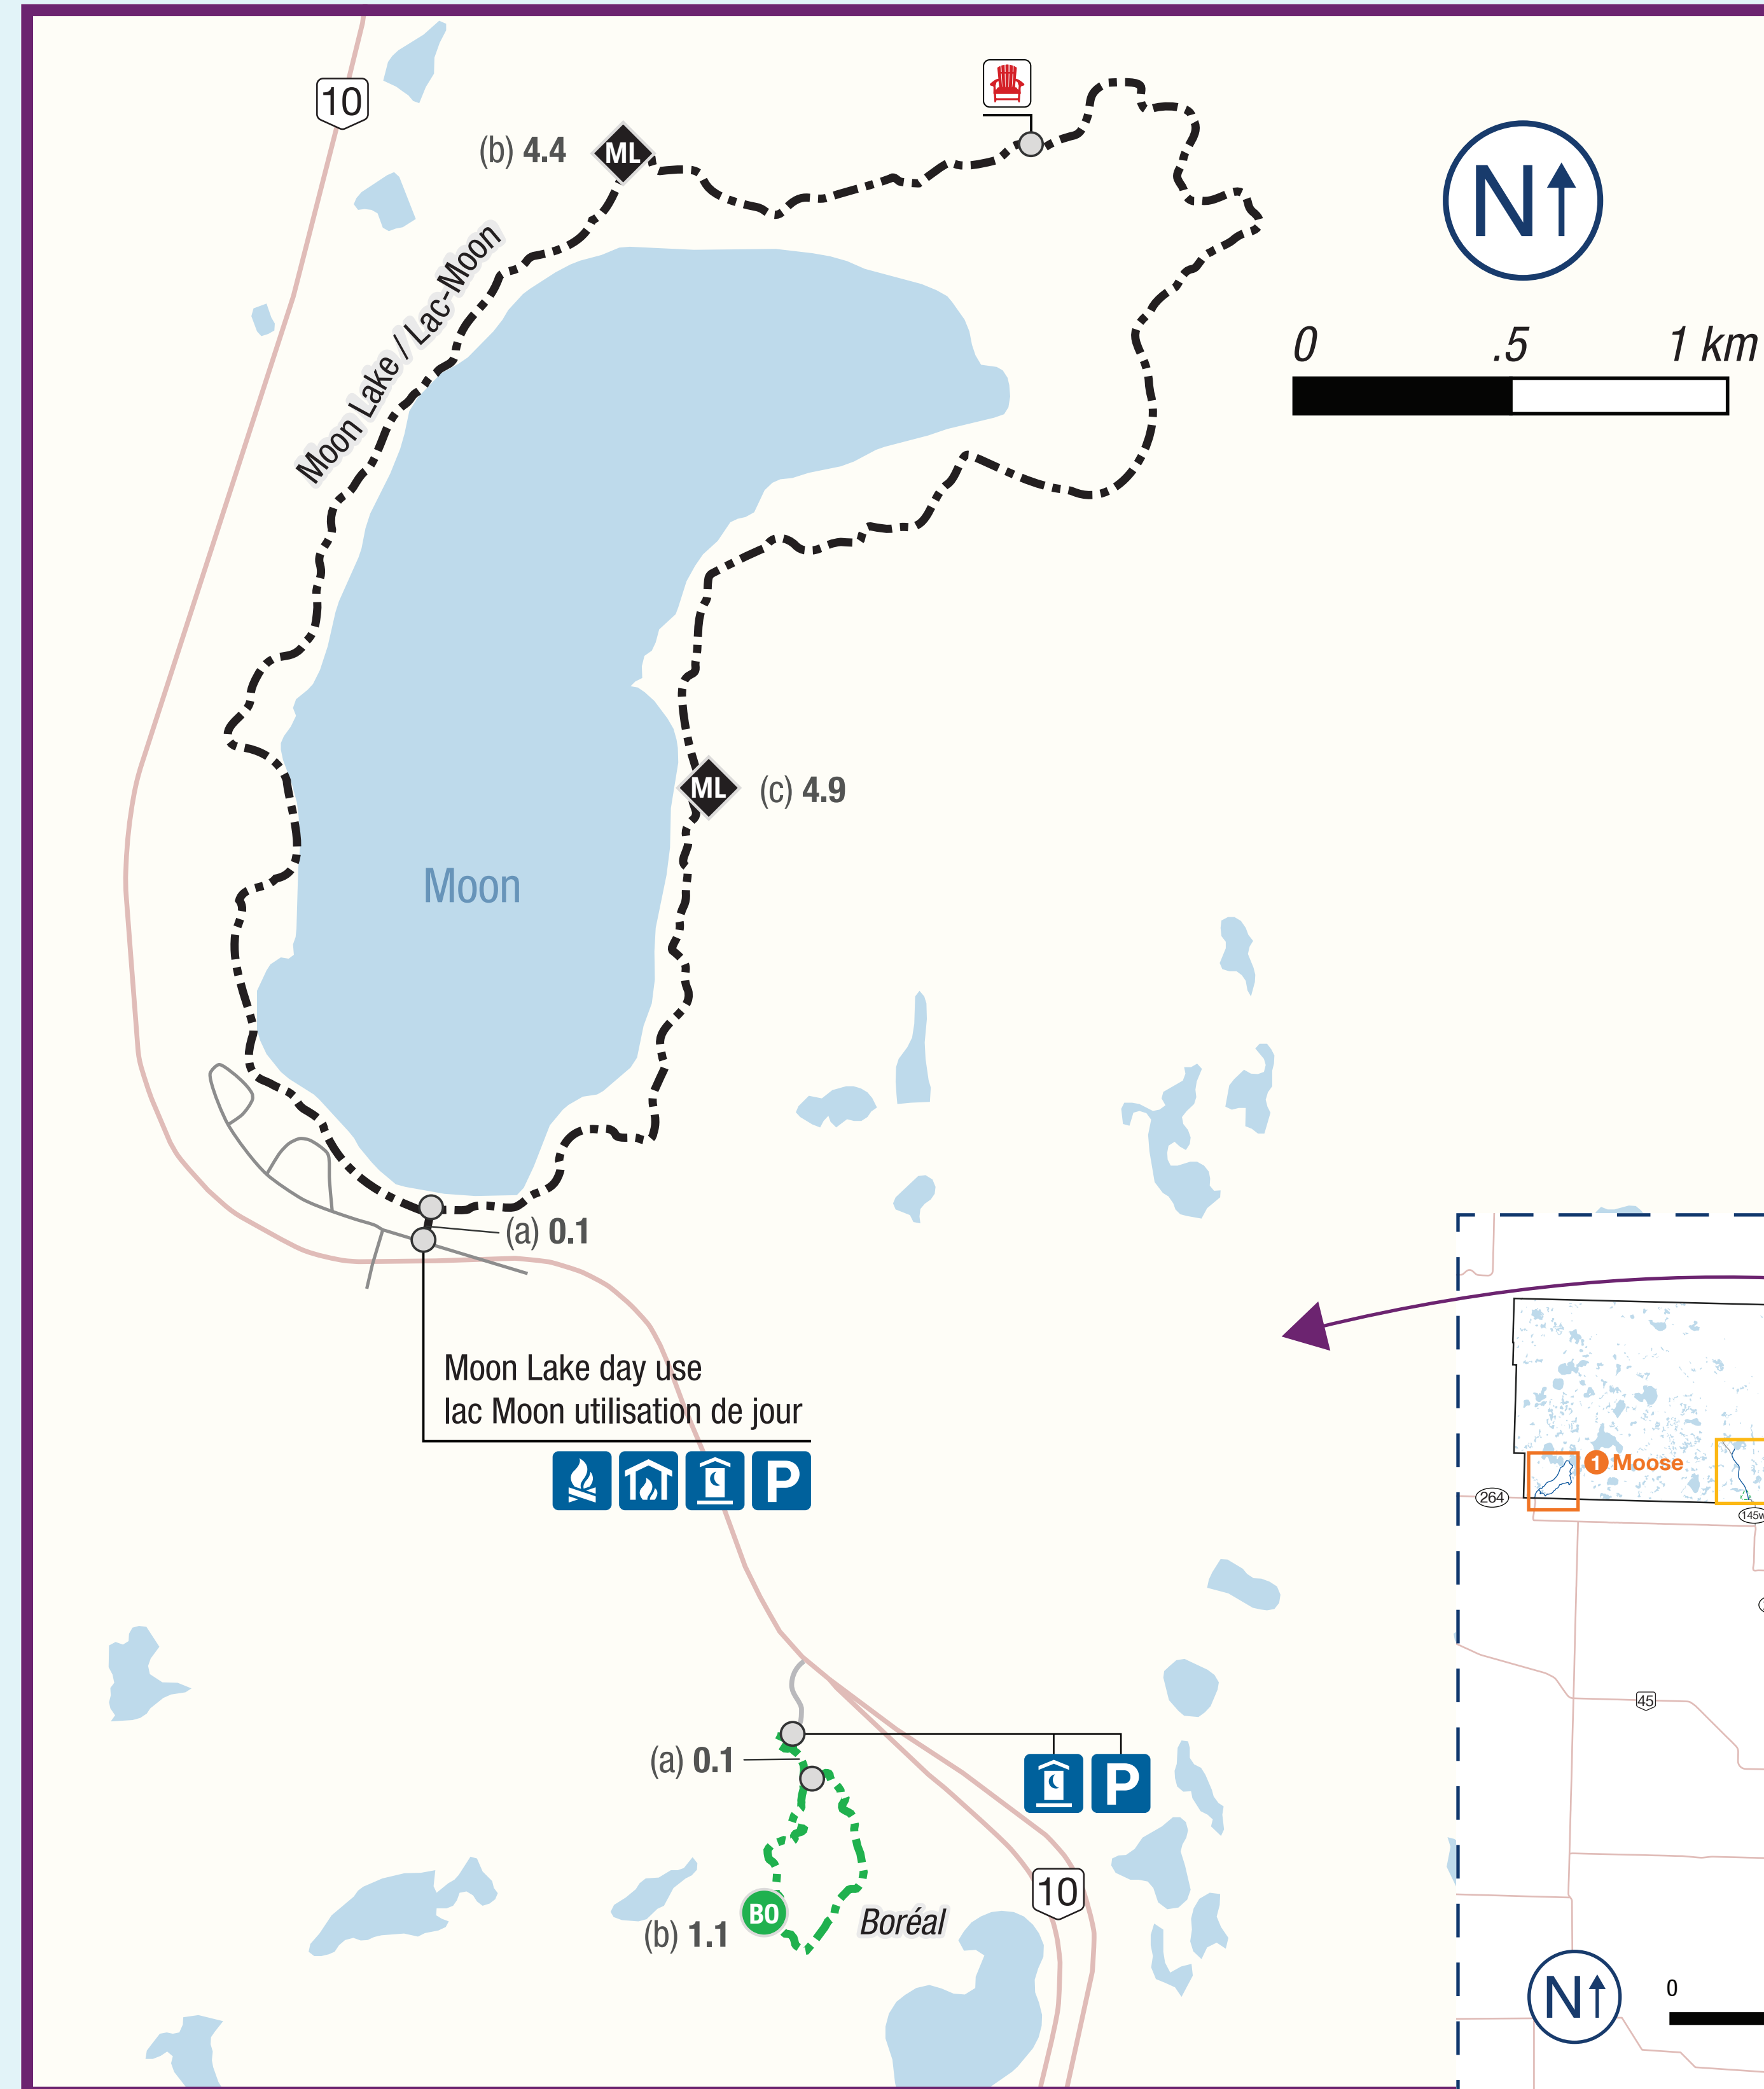 10
(b) 4.4
ML
N
0 .5 1 km
Moon Lake / Lac-Moon
ML
(c) 4.9
Moon
(a) 0.1
Moon Lake day use
lac Moon utilisation de jour
P
1 Moose
264
45
(a) 0.1
P
BO
(b) 1.1
Boréal
10
N
0